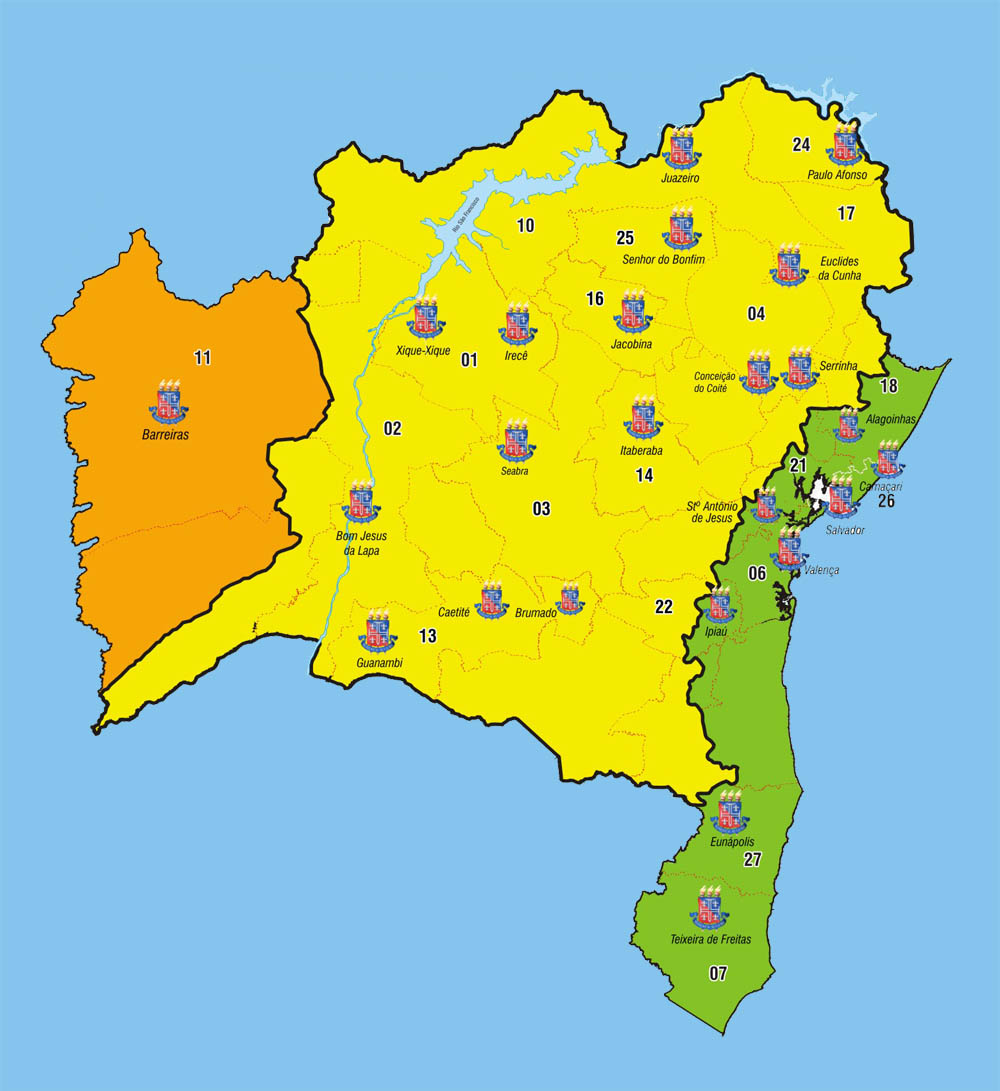 24
Juazeiro
Paulo Afonso
17
Rio São Francisco
10
25
Senhor do Bonfim
Euclides
da Cunha
16
04
Xique-Xique
Irecê
Jacobina
11
01
Serrinha
Conceição
do Coité
18
Barreiras
02
Alagoinhas
Itaberaba
Seabra
14
21
Camaçari
26
03
Stº Antônio
de Jesus
Salvador
Bom Jesus
da Lapa
06
Valença
Caetité
Brumado
22
13
Ipiaú
Guanambi
Eunápolis
27
Teixeira de Freitas
07